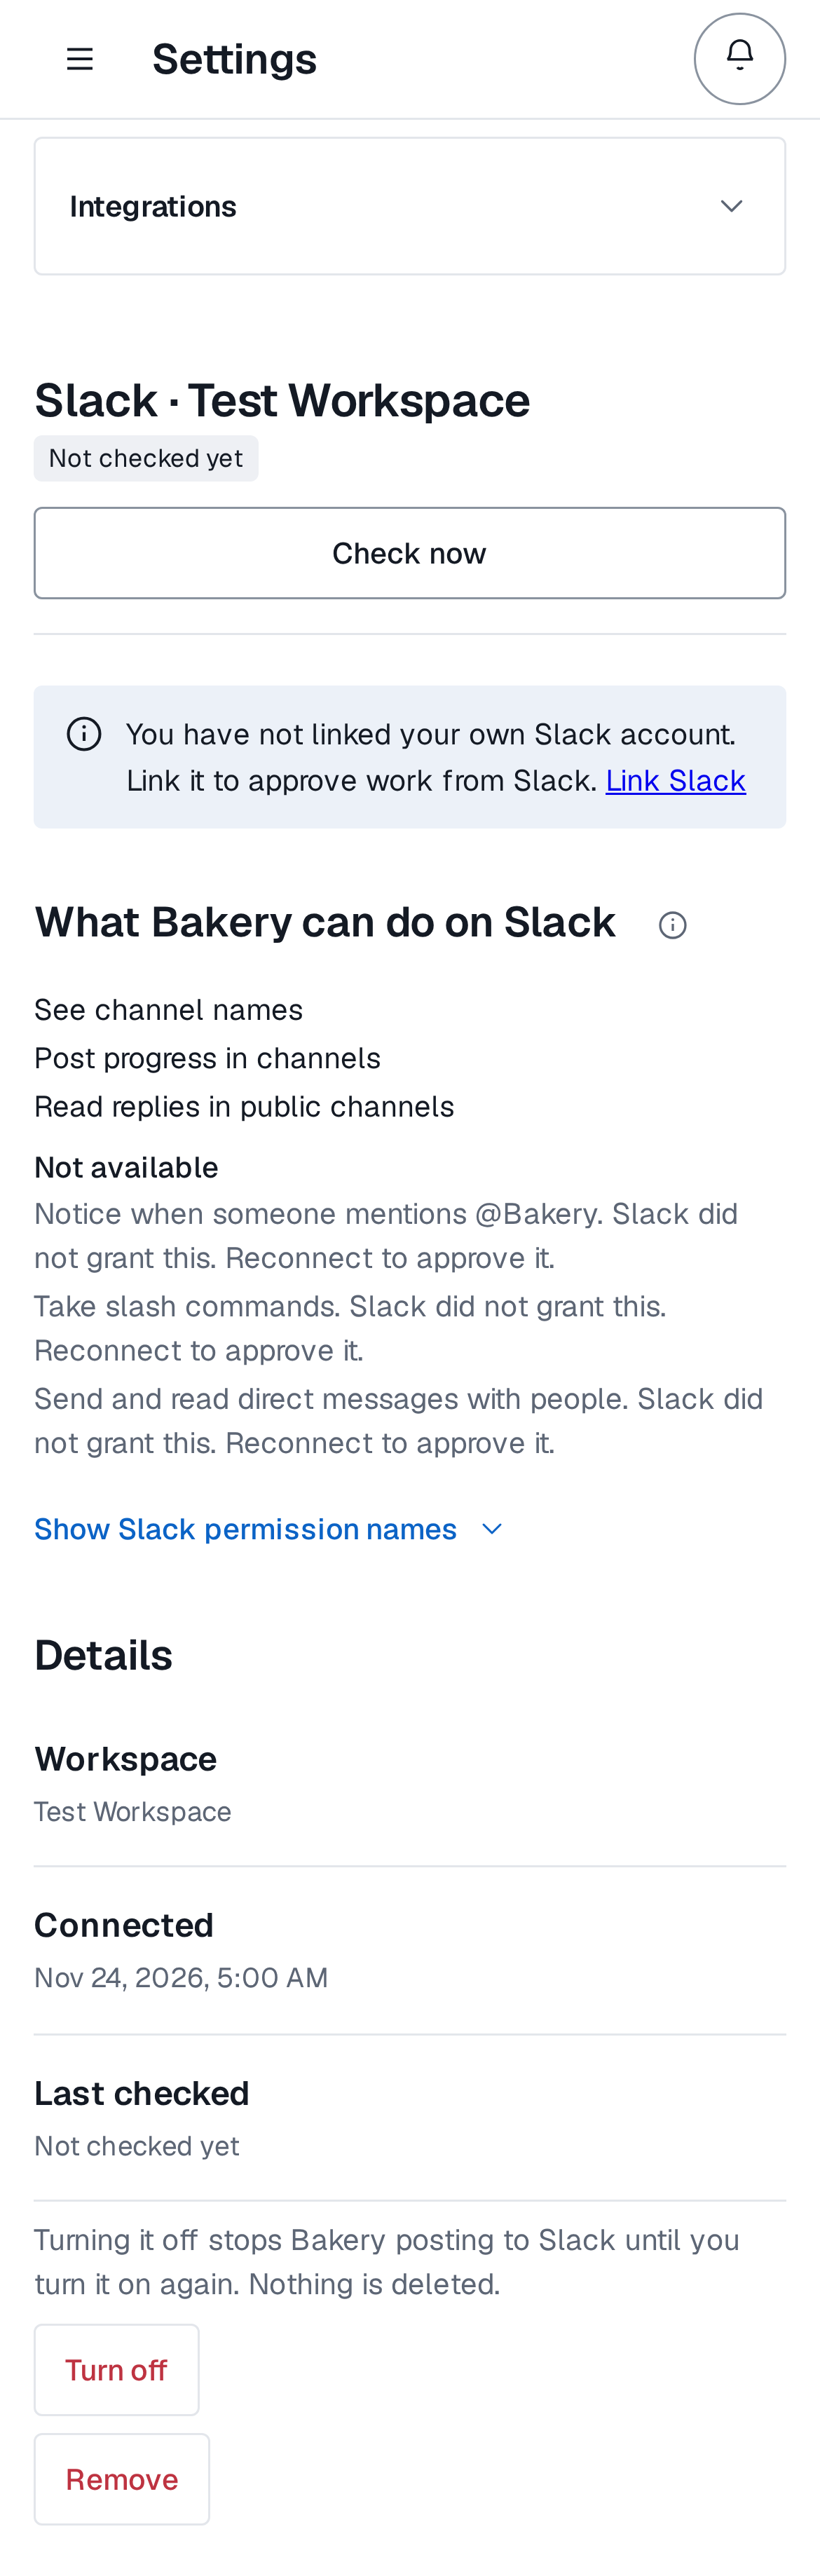 Settings
Integrations
Slack · Test Workspace
Not checked yet
Check now
You have not linked your own Slack account.
Link it to approve work from Slack. Link Slack
What Bakery can do on Slack
See channel names
Post progress in channels
Read replies in public channels
Not available
Notice when someone mentions @Bakery. Slack did
not grant this. Reconnect to approve it.
Take slash commands. Slack did not grant this.
Reconnect to approve it.
Send and read direct messages with people. Slack did
not grant this. Reconnect to approve it.
Show Slack permission names
Details
Workspace
Test Workspace
Connected
Nov 24, 2026, 5:00 AM
Last checked
Not checked yet
Turning it off stops Bakery posting to Slack until you
turn it on again. Nothing is deleted.
Turn off
Remove